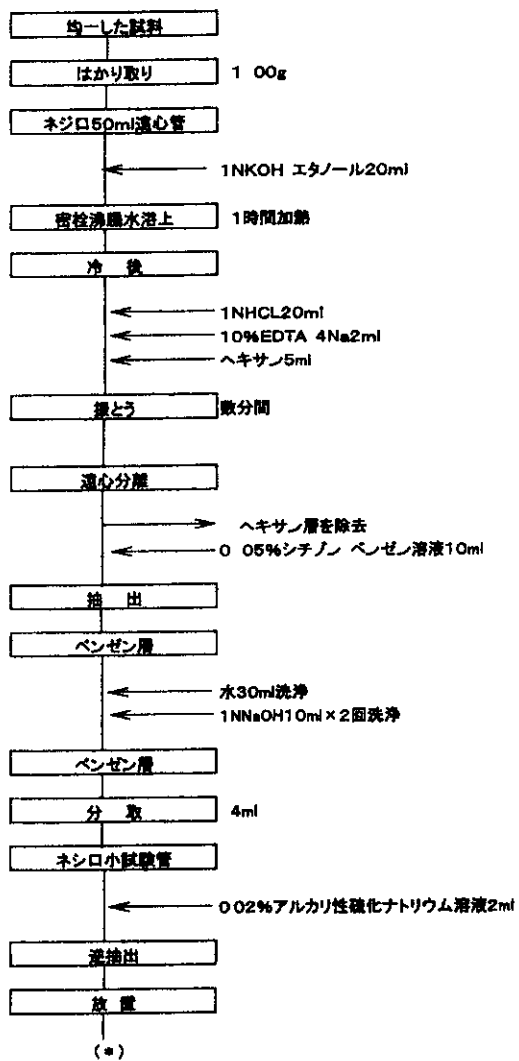 均一した試料
はかり取り 1 00g
ネジ口50ml遠心管
1NKOH エタノール20ml
密栓沸騰水浴上 1時間加熱
冷 後
1NHCL20ml
10%EDTA 4Na2ml
ヘキサン5ml
振とう 数分間
遠心分離
ヘキサン層を除去
0 05%シチゾン ベンゼン溶液10ml
抽 出
ベンゼン層
水30ml洗浄
1NNaOH10ml×2回洗浄
ベンゼン層
分 取 4ml
ネシロ小試験管
002%アルカリ性硫化ナトリウム溶液2ml
逆抽出
放 置
(*)